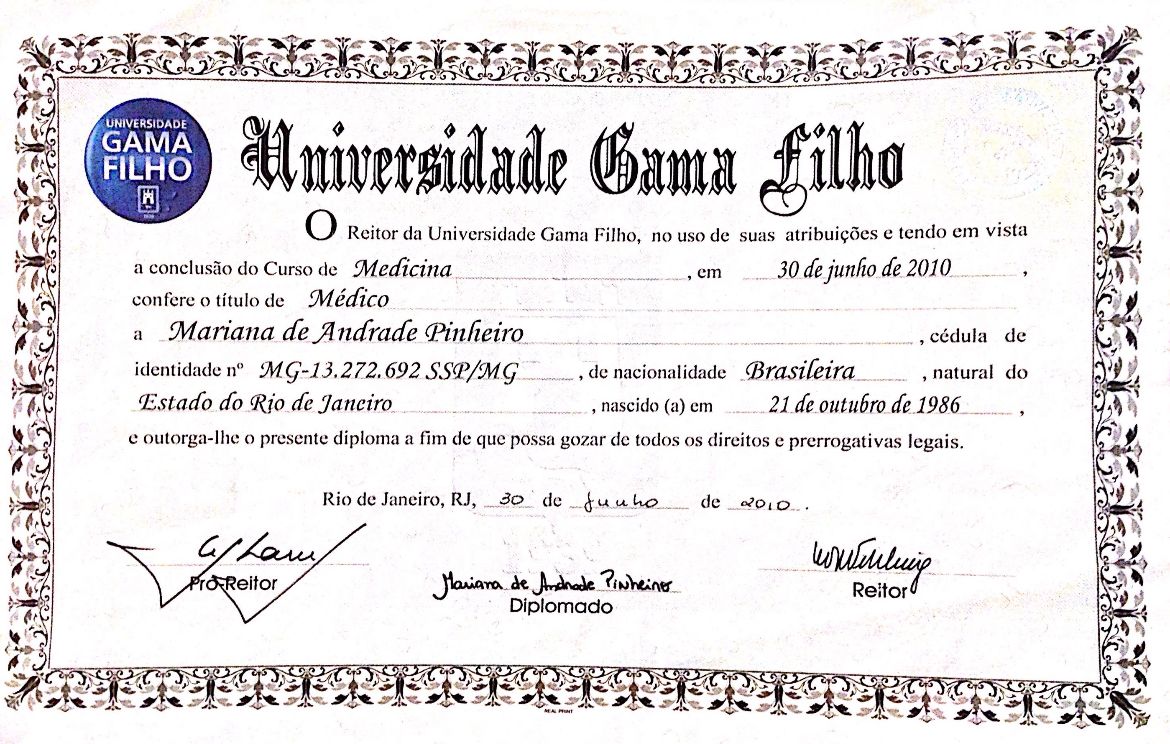 UNIVERSIDADE
GAMA
FILHO
Universidade Gama Filho
O Reitor da Universidade Gama Filho, no uso de suas atribuições e tendo em vista
a conclusão do Curso de Medicina, em 30 de junho de 2010,
confere o título de Médico
a Mariana de Andrade Pinheiro, cédula de
identidade nº MG-13.272.692 SSP/MG, de nacionalidade Brasileira, natural do
Estado do Rio de Janeiro, nascido (a) em 21 de outubro de 1986,
e outorga-lhe o presente diploma a fim de que possa gozar de todos os direitos e prerrogativas legais.
Rio de Janeiro, RJ, 30 de Junho de 2010.
Pró-Reitor
Mariana de Andrade Pinheiro
Diplomado
Reitor
REAL PRINT